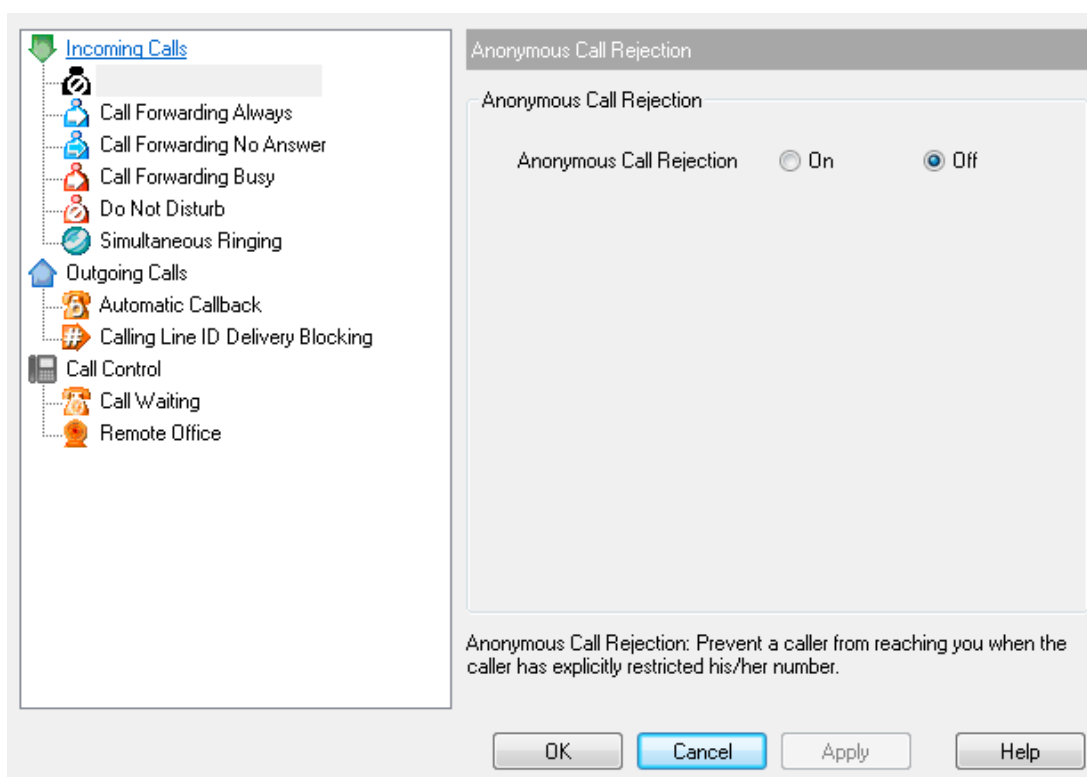 Incoming Calls
Call Forwarding Always
Call Forwarding No Answer
Call Forwarding Busy
Do Not Disturb
Simultaneous Ringing
Outgoing Calls
Automatic Callback
Calling Line ID Delivery Blocking
Call Control
Call Waiting
Remote Office
Anonymous Call Rejection
Anonymous Call Rejection
Anonymous Call Rejection On Off
Anonymous Call Rejection: Prevent a caller from reaching you when the
caller has explicitly restricted his/her number.
OK Cancel Apply Help